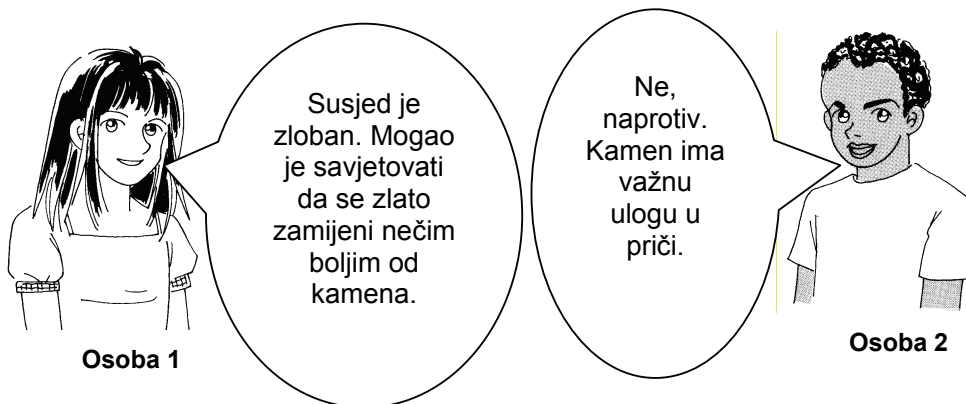 Susjed je
zloban. Mogao
je savjetovati
da se zlato
zamijeni nečim
boljim od
kamena.
Osoba 1
Ne,
naprotiv.
Kamen ima
važnu
ulogu u
priči.
Osoba 2